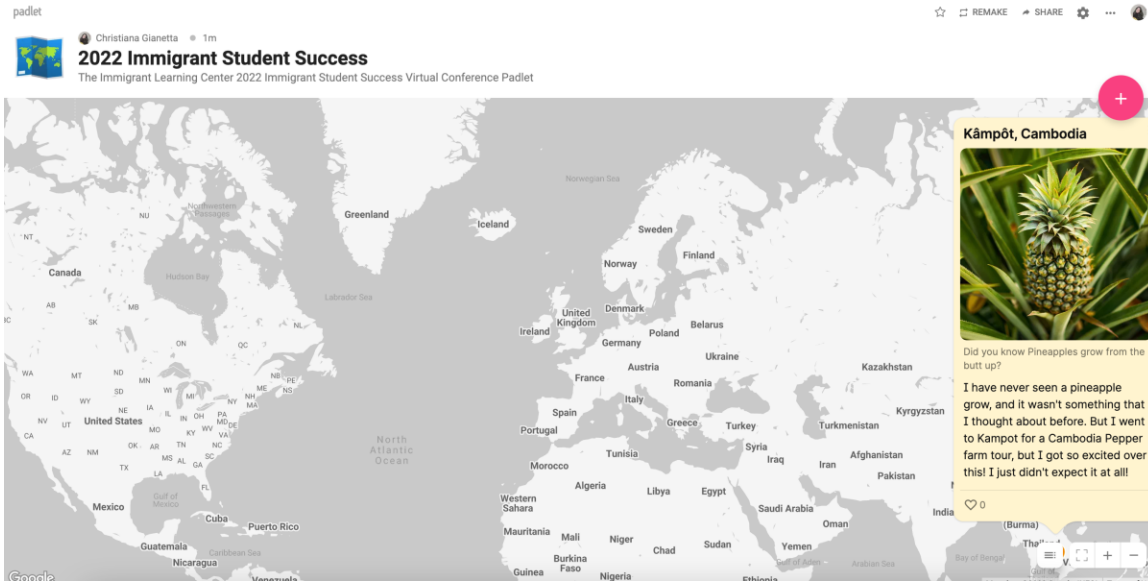 padlet
REMAKE
SHARE
Christiana Gianetta
1m
2022 Immigrant Student Success
The Immigrant Learning Center 2022 Immigrant Student Success Virtual Conference Padlet
+
Kâmpôt, Cambodia
Did you know Pineapples grow from the
butt up?
I have never seen a pineapple
grow, and it wasn't something that
I thought about before. But I went
to Kampot for a Cambodia Pepper
farm tour, but I got so excited over
this! I just didn't expect it at all!
0
Norwegian Sea
Northwestern
Passages
NU
Greenland
Iceland
Sweden
NT
Finland
Norway
Canada
Hudson Bay
Labrador Sea
AB
MB
Denmark
United
Kingdom
SK
NL
Belarus
Ireland
Poland
ON
QC
Germany
Ukraine
Austria
Kazakhstan
WA
MT
ND
MN
NB
PE
NS
France
Romania
OR
ID
SD
WI
MI
ME
NH
WY
NY
MA
Italy
NE
IA
IL
IN
OH
PA
MD
Spain
Kyrgyzstan
NV
UT
United States
WV
DE
Portugal
Greece
Turkey
Turkmenistan
CA
MO
KY
VA
North
Atlantic
Ocean
OK
AR
TN
NC
Syria
AZ
NM
MS
AL
SC
GA
Tunisia
Iraq
Iran
Afghanistan
TX
LA
Morocco
Pakistan
FL
Algeria
Libya
Egypt
Gulf of
Mexico
Western
Sahara
Mexico
Saudi Arabia
India
Cuba
Oman
(Burma)
Puerto Rico
Mauritania
Mali
Niger
Chad
Sudan
Yemen
Guatemala
Caribbean Sea
Burkina
Faso
Gulf of Aden
Arabian Sea
Bay of Bengal
Nicaragua
Guinea
Nigeria
Ethiopia
Venezuela
Google